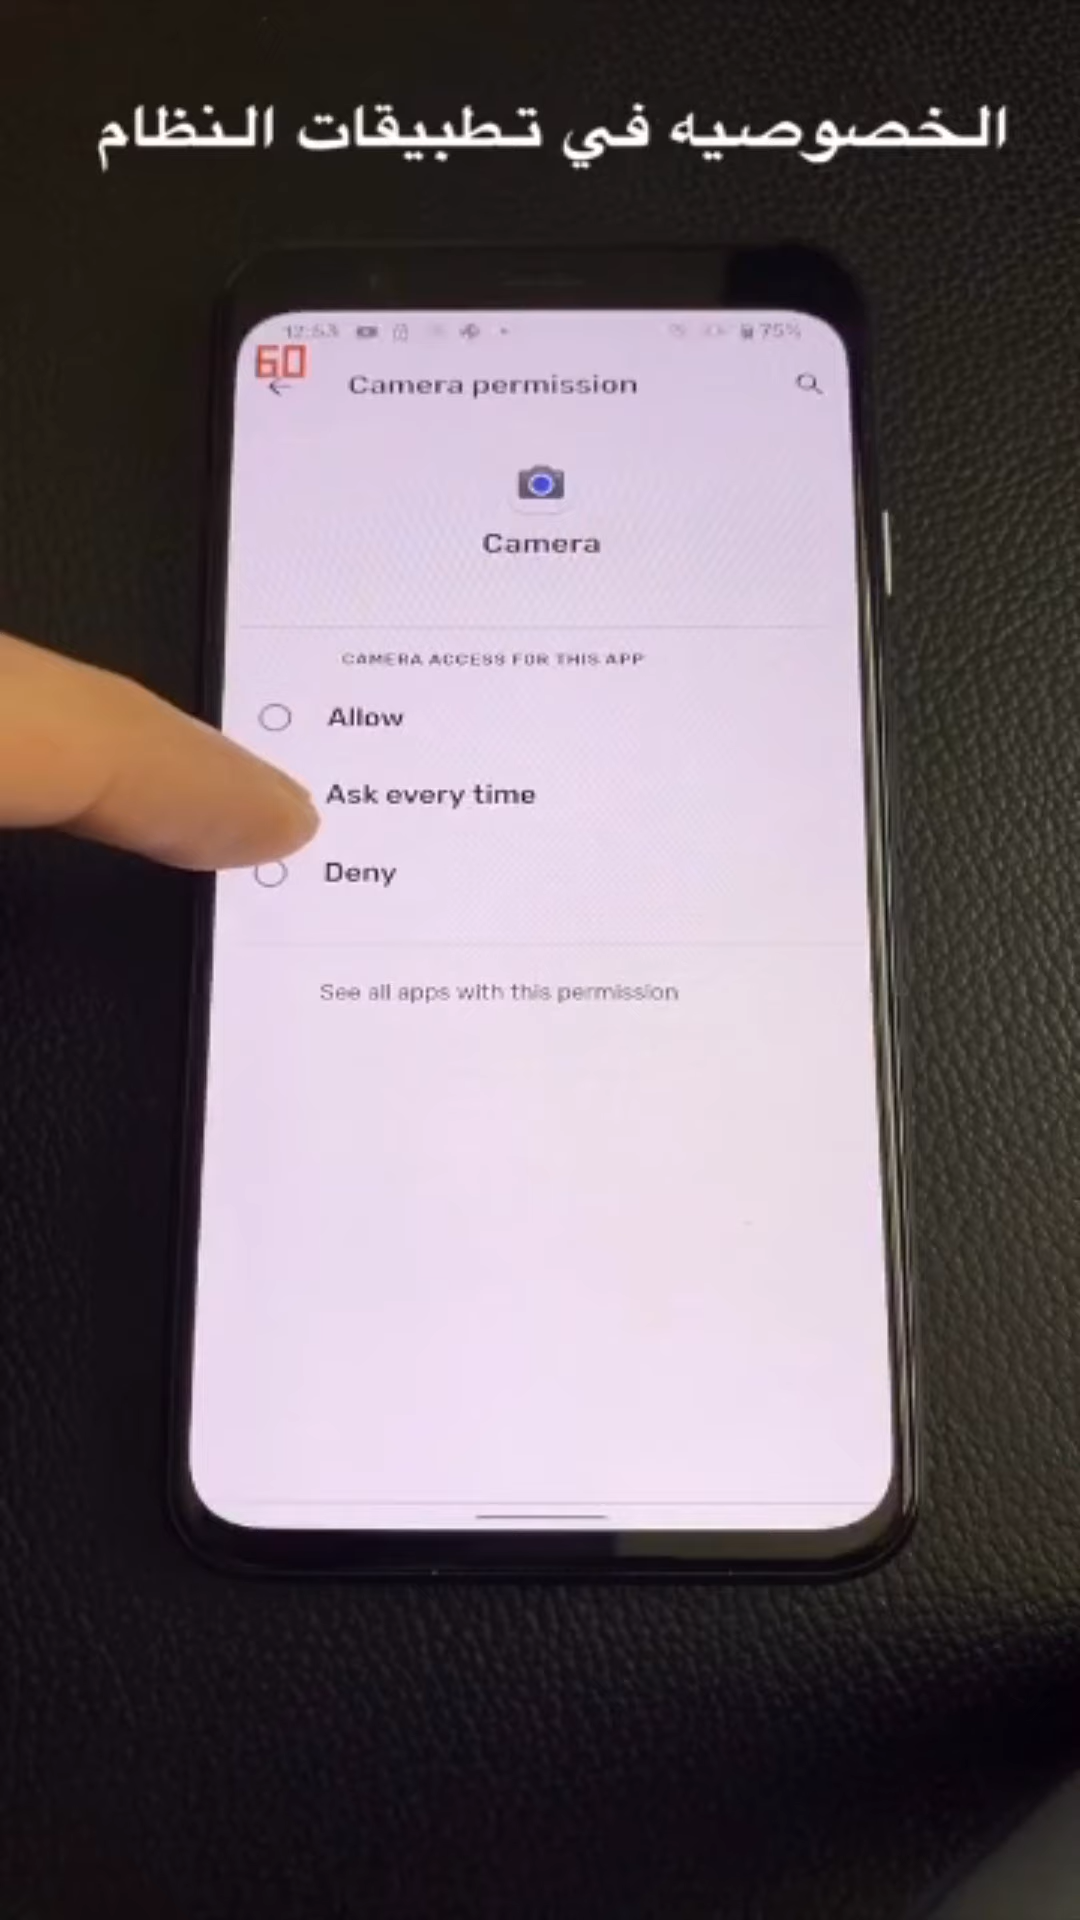 الخصوصيه في تطبيقات النظام
12:53
75%
60
Camera permission
Camera
CAMERA ACCESS FOR THIS APP
Allow
Ask every time
Deny
See all apps with this permission